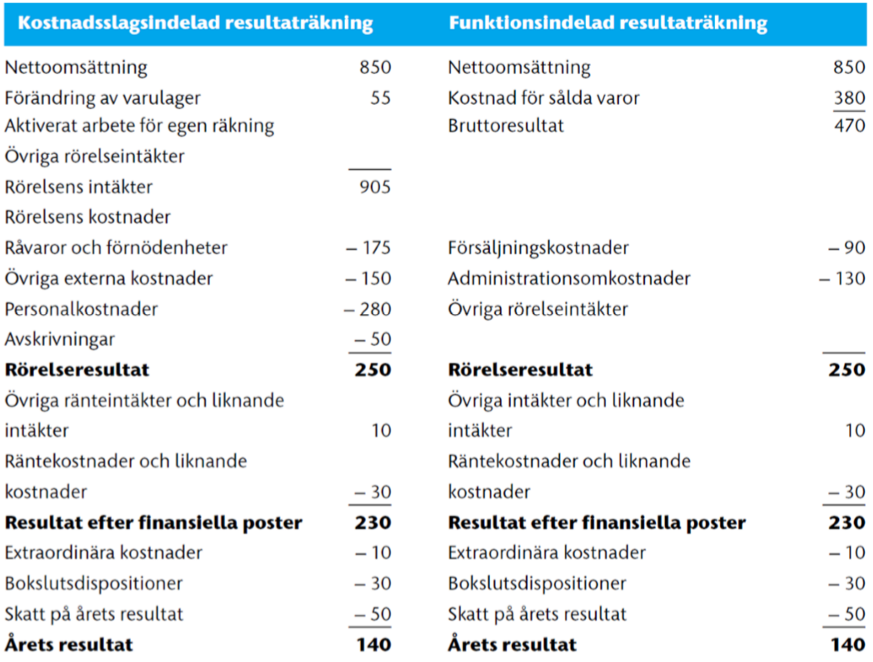 Kostnadsslagsindelad resultaträkning Funktionsindelad resultaträkning
Nettoomsättning 850 Nettoomsättning 850
Förändring av varulager 55 Kostnad för sålda varor 380
Aktiverat arbete för egen räkning Bruttoresultat 470
Övriga rörelseintäkter
Rörelsens intäkter 905
Rörelsens kostnader
Råvaror och förnödenheter – 175 Försäljningskostnader – 90
Övriga externa kostnader – 150 Administrationsomkostnader – 130
Personalkostnader – 280 Övriga rörelseintäkter
Avskrivningar – 50
Rörelseresultat 250 Rörelseresultat 250
Övriga ränteintäkter och liknande Övriga intäkter och liknande
intäkter 10 intäkter 10
Räntekostnader och liknande Räntekostnader och liknande
kostnader – 30 kostnader – 30
Resultat efter finansiella poster 230 Resultat efter finansiella poster 230
Extraordinära kostnader – 10 Extraordinära kostnader – 10
Bokslutsdispositioner – 30 Bokslutsdispositioner – 30
Skatt på årets resultat – 50 Skatt på årets resultat – 50
Årets resultat 140 Årets resultat 140